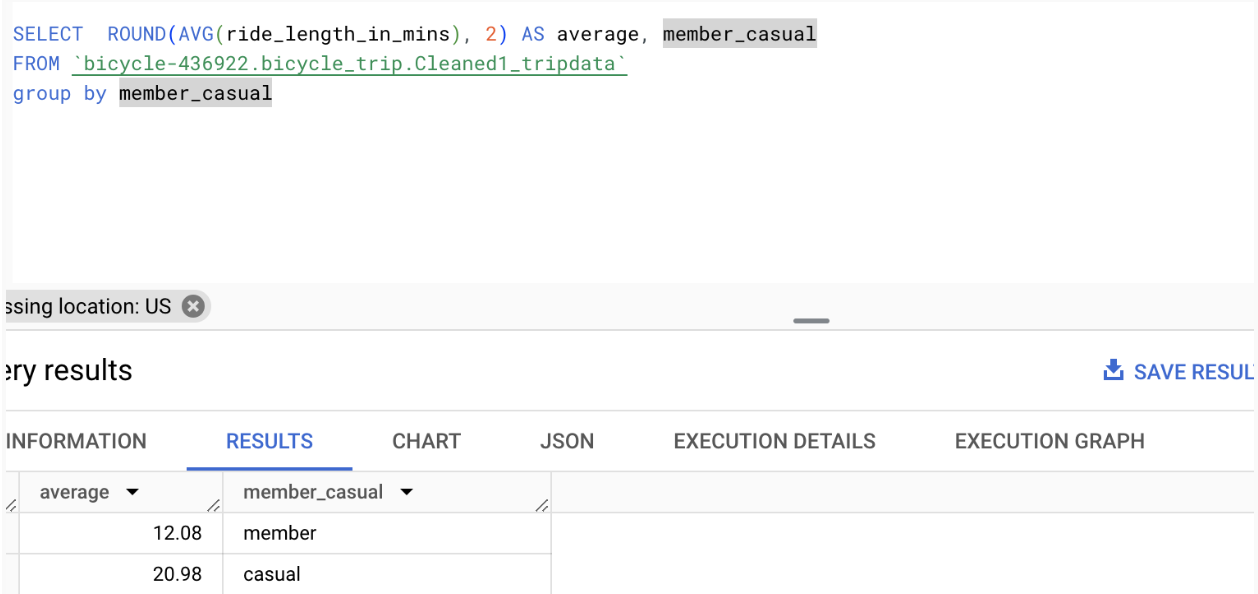 SELECT  ROUND(AVG(ride_length_in_mins), 2) AS average, member_casual
FROM `bicycle-436922.bicycle_trip.Cleaned1_tripdata`
group by member_casual
ssing location: US
ery results
SAVE RESUL
INFORMATION RESULTS CHART JSON EXECUTION DETAILS EXECUTION GRAPH
average member_casual
12.08 member
20.98 casual